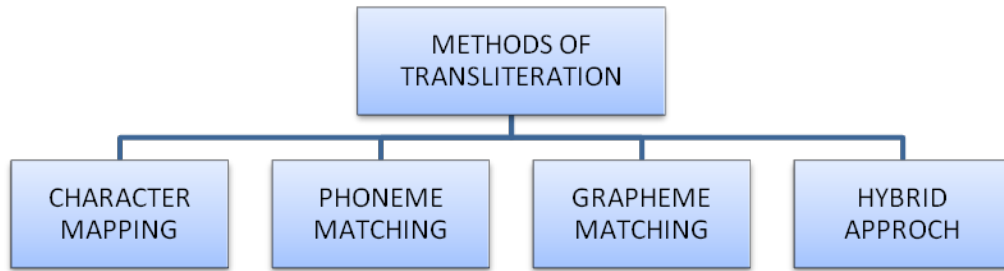 METHODS OF
TRANSLITERATION
CHARACTER
MAPPING
PHONEME
MATCHING
GRAPHEME
MATCHING
HYBRID
APPROCH